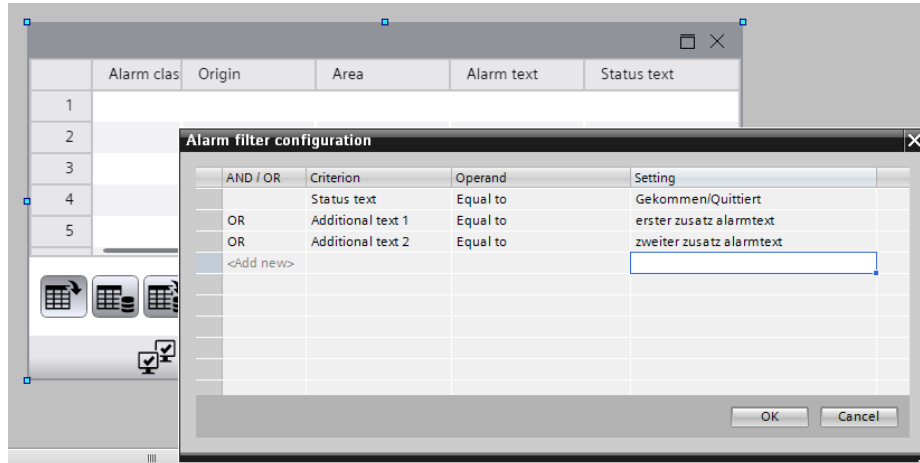 Alarm clas Origin Area Alarm text Status text
1
2
3
4
5
Alarm filter configuration
AND / OR Criterion Operand Setting
Status text Equal to Gekommen/Quittiert
OR Additional text 1 Equal to erster zusatz alarmtext
OR Additional text 2 Equal to zweiter zusatz alarmtext
<Add new>
OK Cancel